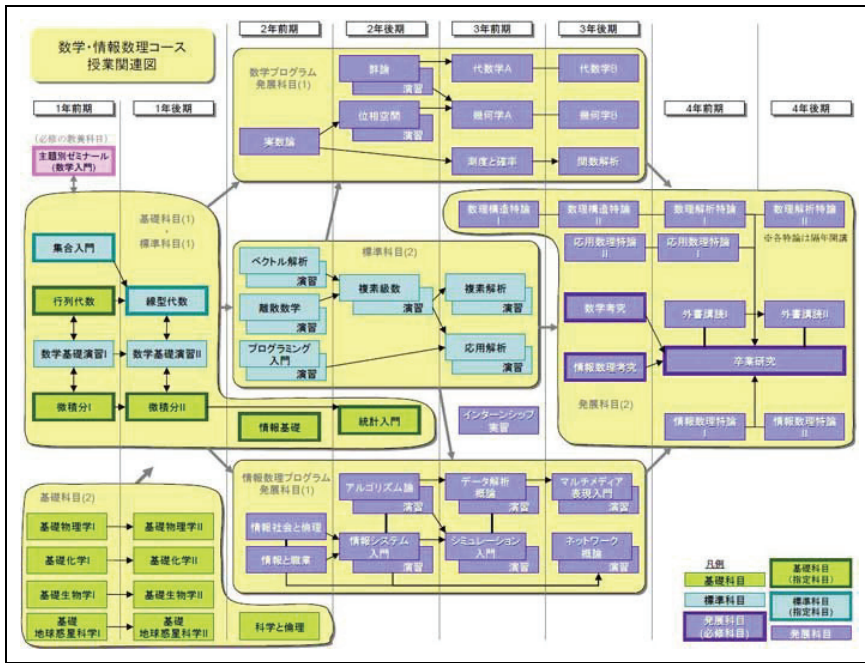 数学・情報数理コース
授業関連図
2年前期
2年後期
3年前期
3年後期
1年前期
1年後期
4年前期
4年後期
(必修の教養科目)
主題別ゼミナール
(数学入門)
数学プログラム
発展科目(1)
群論
演習
代数学A
代数学B
位相空間
演習
幾何学A
幾何学B
実数論
測度と確率
関数解析
基礎科目(1)
・
標準科目(1)
集合入門
行列代数
線型代数
数学基礎演習I
数学基礎演習II
微積分I
微積分II
情報基礎
統計入門
標準科目(2)
ベクトル解析
演習
離散数学
演習
プログラミング
入門
演習
複素級数
演習
複素解析
演習
応用解析
演習
インターンシップ
実習
数理構造特論
I
数理構造特論
II
数理解析特論
I
数理解析特論
II
応用数理特論
II
応用数理特論
I
※各特論は隔年開講
数学考究
外書講読I
外書講読II
情報数理考究
卒業研究
発展科目(2)
情報数理特論
I
情報数理特論
II
基礎科目(2)
基礎物理学I
基礎物理学II
基礎化学I
基礎化学II
基礎生物学I
基礎生物学II
基礎
地球惑星科学I
基礎
地球惑星科学II
科学と倫理
情報数理プログラム
発展科目(1)
アルゴリズム論
演習
データ解析
概論
演習
マルチメディア
表現入門
演習
情報社会と倫理
情報と職業
情報システム
入門
演習
シミュレーション
入門
演習
ネットワーク
概論
演習
凡例
基礎科目
基礎科目
(指定科目)
標準科目
標準科目
(指定科目)
発展科目
(必修科目)
発展科目